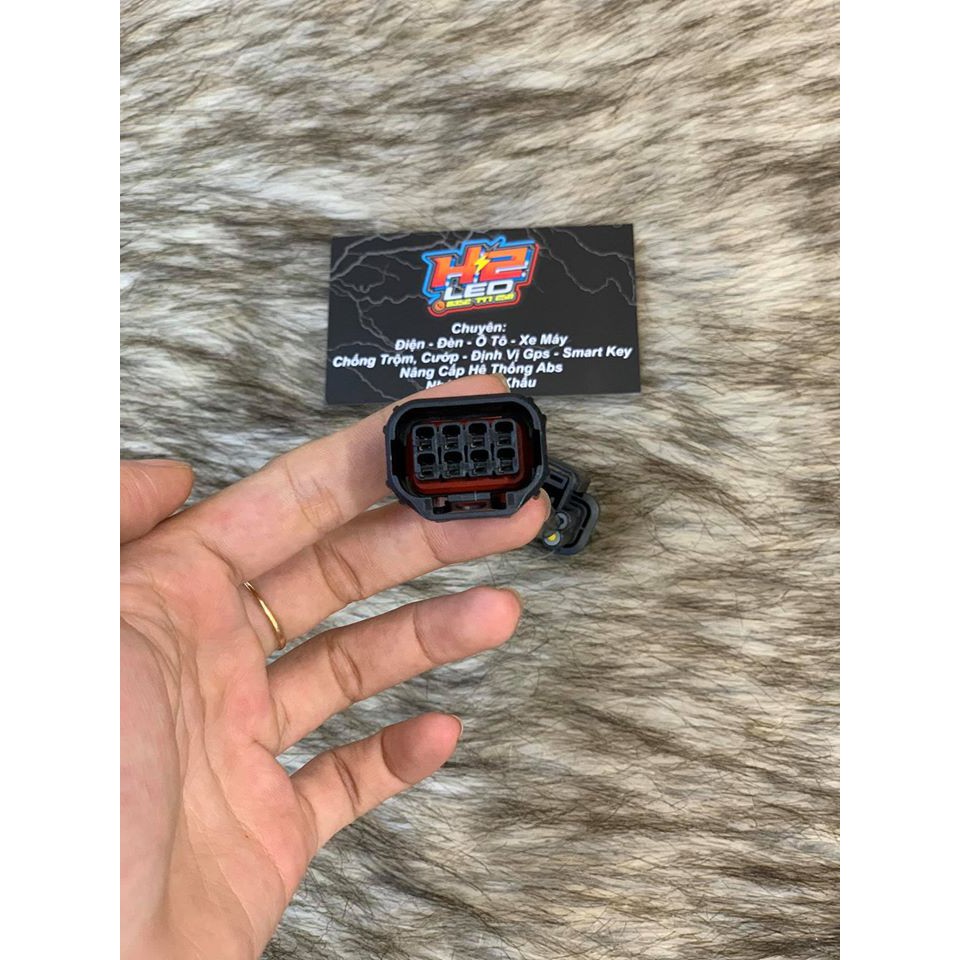 H2
LED
Chuyên:
Điện - Đèn - Ô Tô - Xe Máy
Chống Trộm, Cướp - Định Vị Gps - Smart Key
Nâng Cấp Hệ Thống Abs
Khẩu